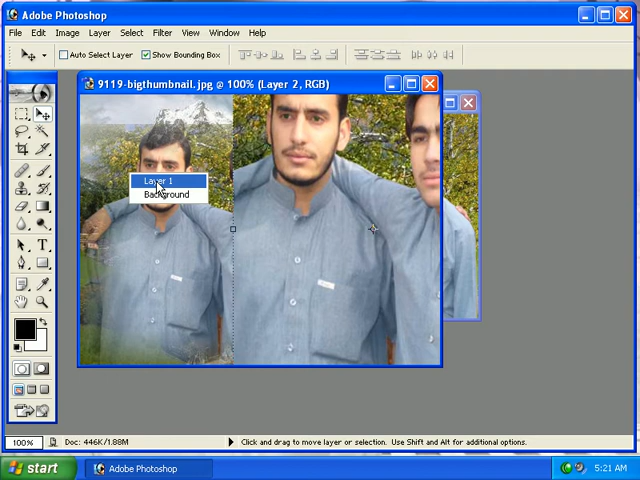 Adobe Photoshop
File Edit Image Layer Select Filter View Window Help
Auto Select Layer Show Bounding Box
9119-bigthumbnail.jpg @ 100% (Layer 2, RGB)
Layer 1
Background
100% Doc: 446K/1.88M Click and drag to move layer or selection. Use Shift and Alt for additional options.
start Adobe Photoshop 5:21 AM